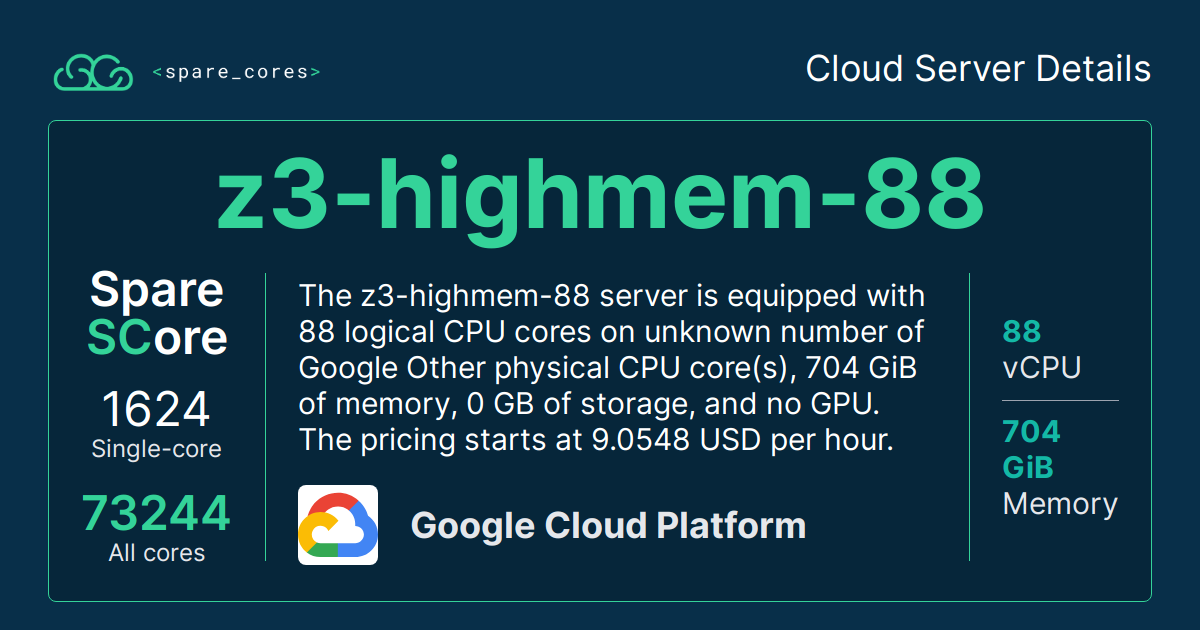 <spare_cores>
Cloud Server Details
z3-highmem-88
Spare
SCore
1624
Single-core
73244
All cores
The z3-highmem-88 server is equipped with
88 logical CPU cores on unknown number of
Google Other physical CPU core(s), 704 GiB
of memory, 0 GB of storage, and no GPU.
The pricing starts at 9.0548 USD per hour.
Google Cloud Platform
88
vCPU
704
GiB
Memory